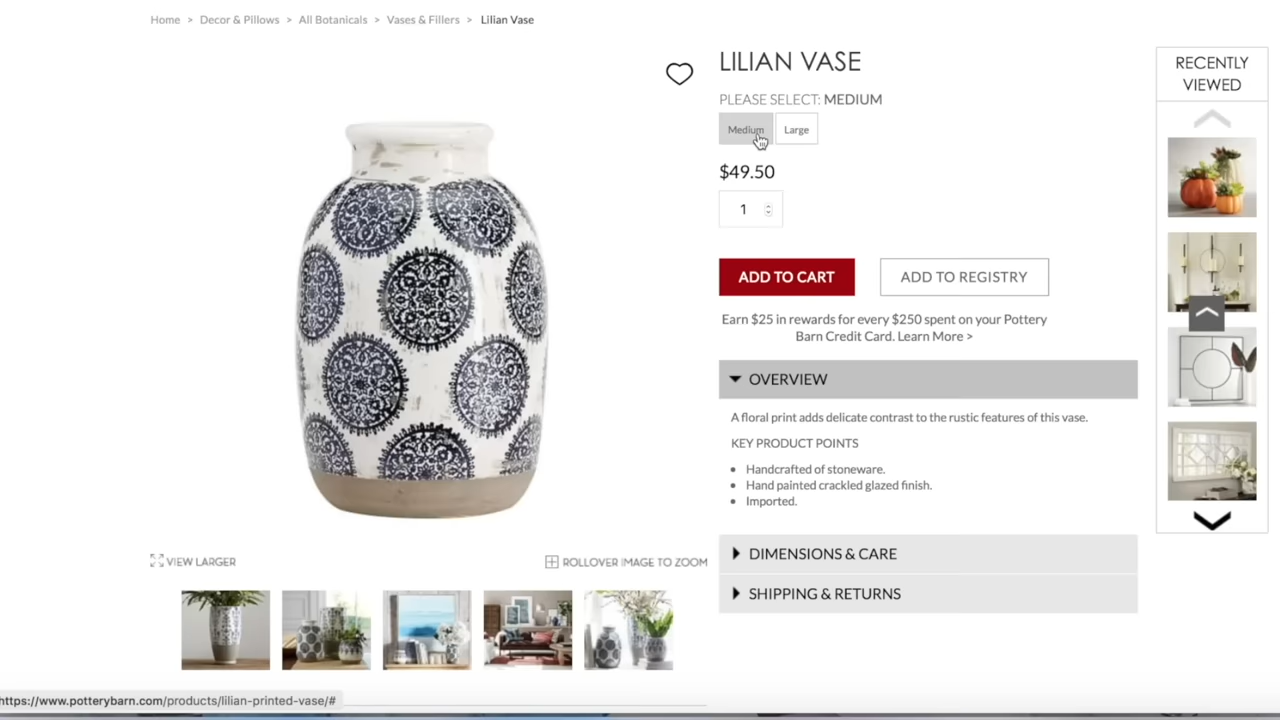 Home > Decor & Pillows > All Botanicals > Vases & Fillers > Lilian Vase
LILIAN VASE
PLEASE SELECT: MEDIUM
Medium
Large
$49.50
1
ADD TO CART
ADD TO REGISTRY
Earn $25 in rewards for every $250 spent on your Pottery
Barn Credit Card. Learn More >
OVERVIEW
A floral print adds delicate contrast to the rustic features of this vase.
KEY PRODUCT POINTS
Handcrafted of stoneware.
Hand painted crackled glazed finish.
Imported.
DIMENSIONS & CARE
SHIPPING & RETURNS
RECENTLY
VIEWED
VIEW LARGER
ROLLOVER IMAGE TO ZOOM
https://www.potterybarn.com/products/lilian-printed-vase/#